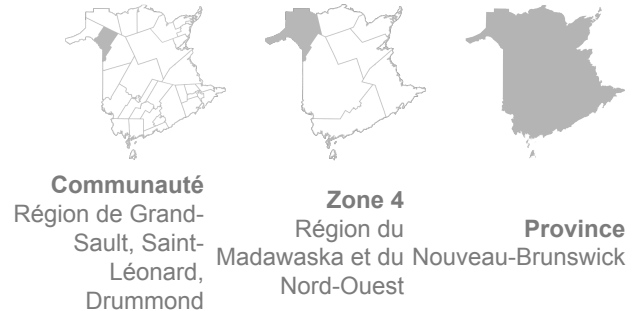 Communauté
Région de Grand-
Sault, Saint-
Léonard,
Drummond
Zone 4
Région du
Madawaska et du
Nord-Ouest
Province
Nouveau-Brunswick